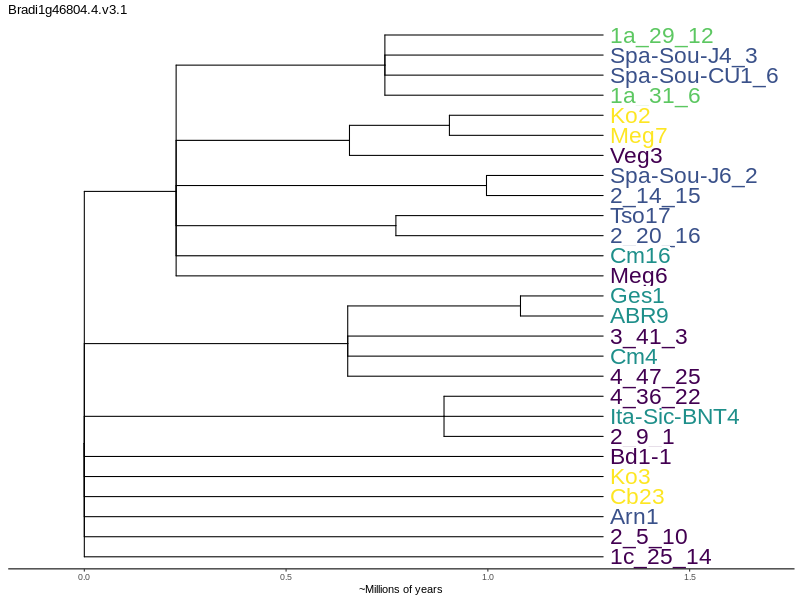 Bradi1g46804.4.v3.1
1a_29_12
Spa-Sou-J4_3
Spa-Sou-CU1_6
1a_31_6
Ko2
Meg7
Veg3
Spa-Sou-J6_2
2_14_15
Tso17
2_20_16
Cm16
Meg6
Ges1
ABR9
3_41_3
Cm4
4_47_25
4_36_22
Ita-Sic-BNT4
2_9_1
Bd1-1
Ko3
Cb23
Arn1
2_5_10
1c_25_14
0.0 0.5 1.0 1.5
~Millions of years